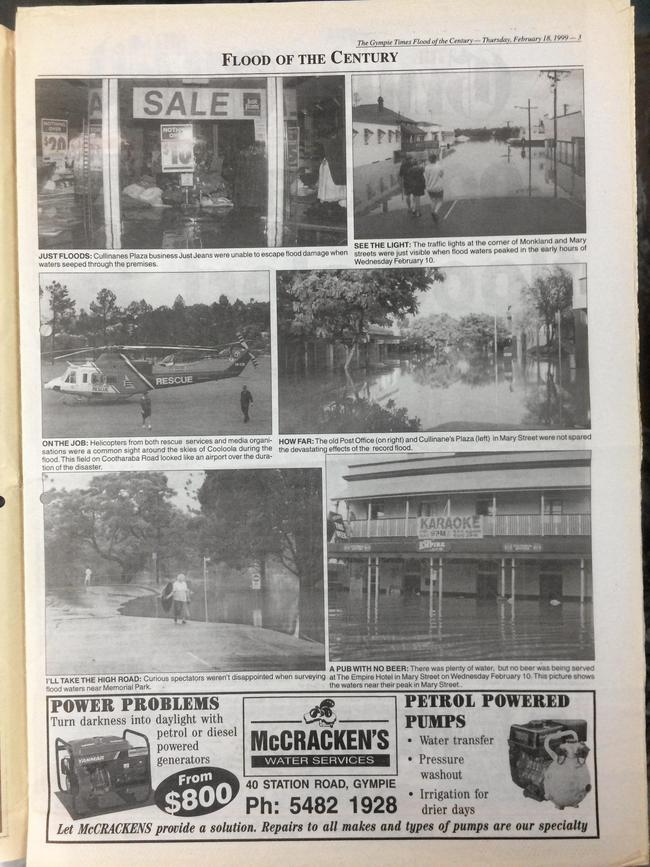 The Gympie Times Flood of the Century — Thursday, February 18, 1999 — 3
FLOOD OF THE CENTURY
SALE
Just Jeans
NOTHING OVER
$20
NOTHING OVER
$10
JUST FLOODS: Cullinanes Plaza business Just Jeans were unable to escape flood damage when
waters seeped through the premises.
SEE THE LIGHT: The traffic lights at the corner of Monkland and Mary
streets were just visible when flood waters peaked in the early hours of
Wednesday February 10.
RESCUE
ON THE JOB: Helicopters from both rescue services and media organi-
sations were a common sight around the skies of Cooloola during the
flood. This field on Cootharaba Road looked like an airport over the dura-
tion of the disaster.
HOW FAR: The old Post Office (on right) and Cullinane's Plaza (left) in Mary Street were not spared
the devastating effects of the record flood.
KARAOKE
EMPIRE
I'LL TAKE THE HIGH ROAD: Curious spectators weren't disappointed when surveying
flood waters near Memorial Park.
A PUB WITH NO BEER: There was plenty of water, but no beer was being served
at The Empire Hotel in Mary Street on Wednesday February 10. This picture shows
the waters near their peak in Mary Street.
POWER PROBLEMS
Turn darkness into daylight with
petrol or diesel
powered
generators
YANMAR
From
$800
McCRACKEN'S
WATER SERVICES
40 STATION ROAD, GYMPIE
Ph: 5482 1928
PETROL POWERED
PUMPS
• Water transfer
• Pressure
washout
• Irrigation for
drier days
Let McCRACKENS provide a solution. Repairs to all makes and types of pumps are our specialty